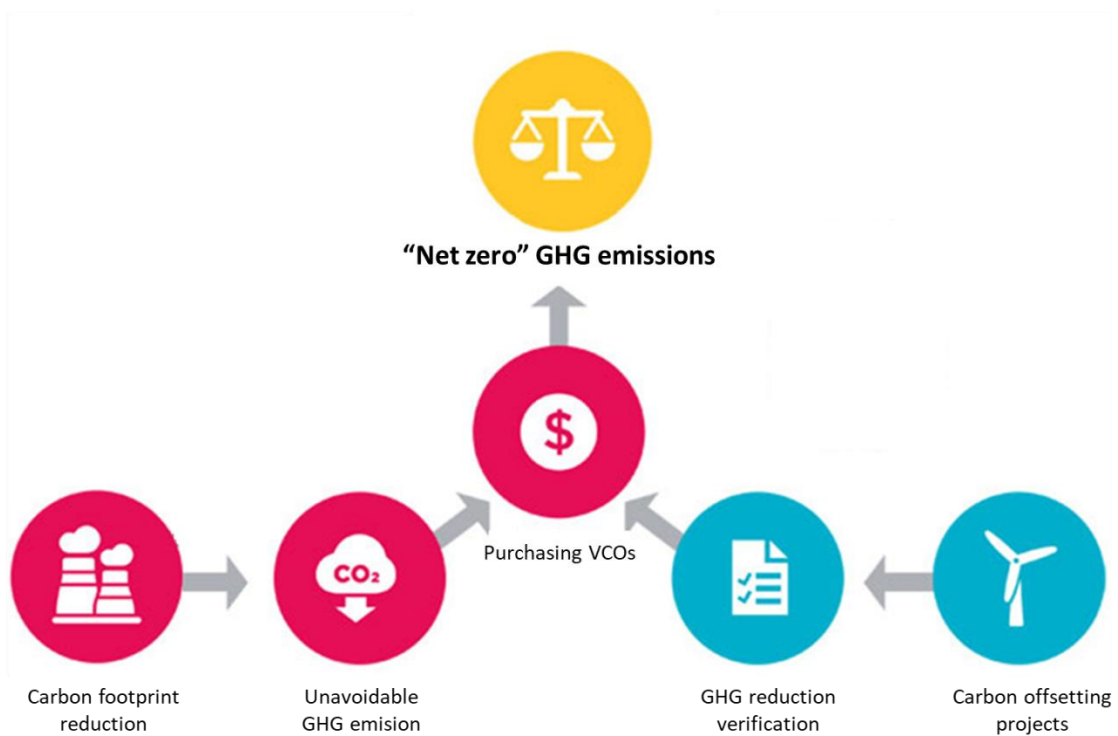 “Net zero” GHG emissions
$
CO₂
Purchasing VCOs
Carbon footprint
reduction
Unavoidable
GHG emision
GHG reduction
verification
Carbon offsetting
projects